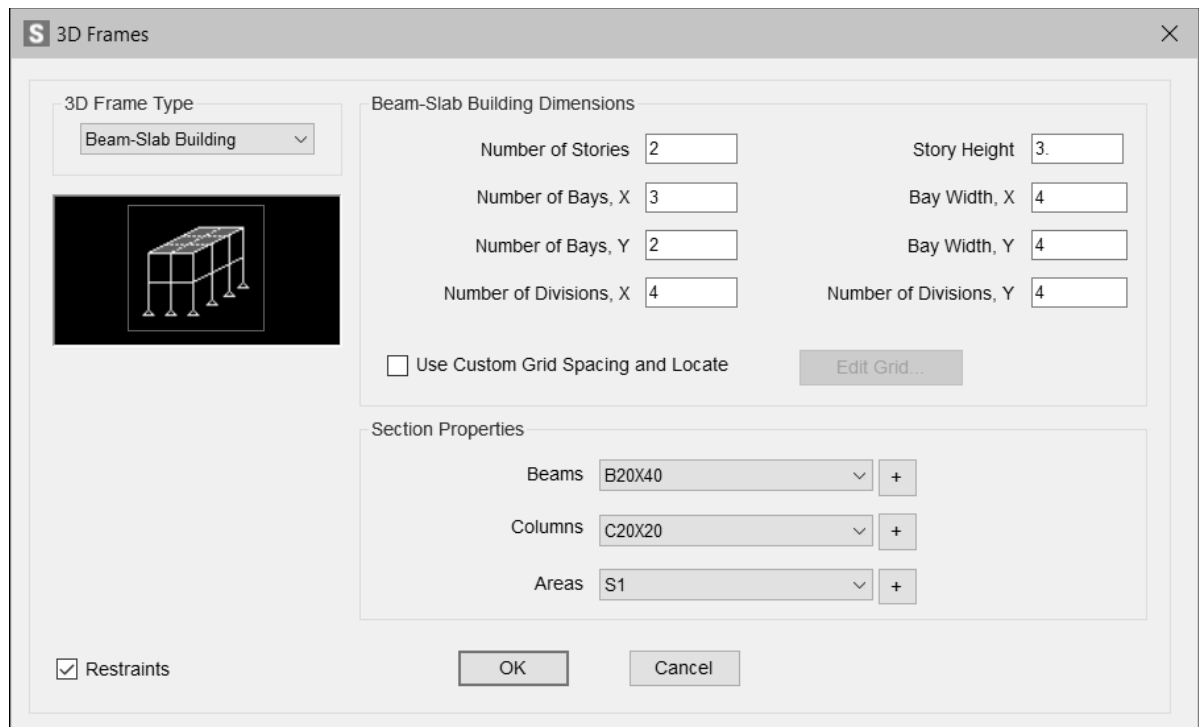 S 3D Frames
3D Frame Type
Beam-Slab Building
Beam-Slab Building Dimensions
Number of Stories 2 Story Height 3.
Number of Bays, X 3 Bay Width, X 4
Number of Bays, Y 2 Bay Width, Y 4
Number of Divisions, X 4 Number of Divisions, Y 4
Use Custom Grid Spacing and Locate Edit Grid...
Section Properties
Beams B20X40 +
Columns C20X20 +
Areas S1 +
Restraints OK Cancel